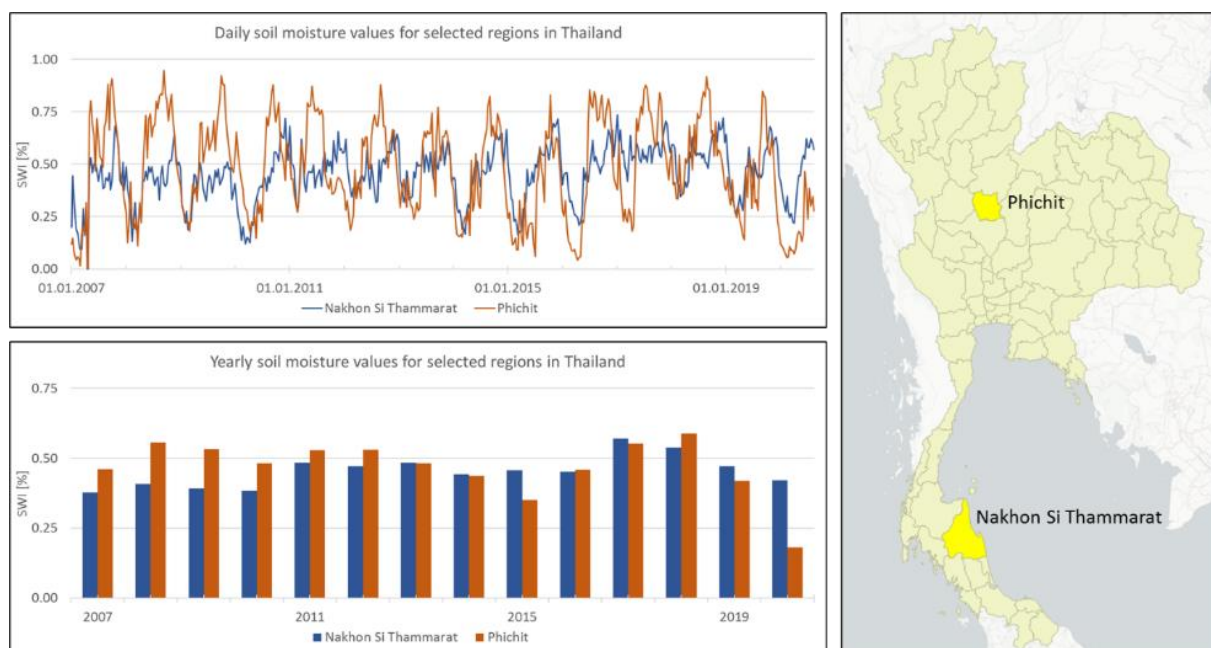 Daily soil moisture values for selected regions in Thailand
1.00
0.75
0.50
0.25
0.00
SWI [%]
01.01.2007 01.01.2011 01.01.2015 01.01.2019
Nakhon Si Thammarat Phichit
Yearly soil moisture values for selected regions in Thailand
0.75
0.50
0.25
0.00
SWI [%]
2007 2011 2015 2019
Nakhon Si Thammarat Phichit
Phichit
Nakhon Si Thammarat